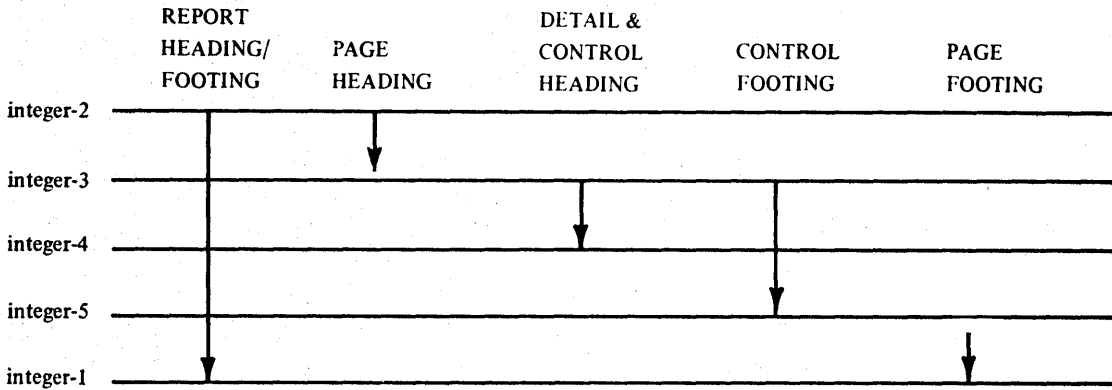 REPORT
HEADING/
FOOTING
PAGE
HEADING
DETAIL &
CONTROL
HEADING
CONTROL
FOOTING
PAGE
FOOTING
integer-2
integer-3
integer-4
integer-5
integer-1